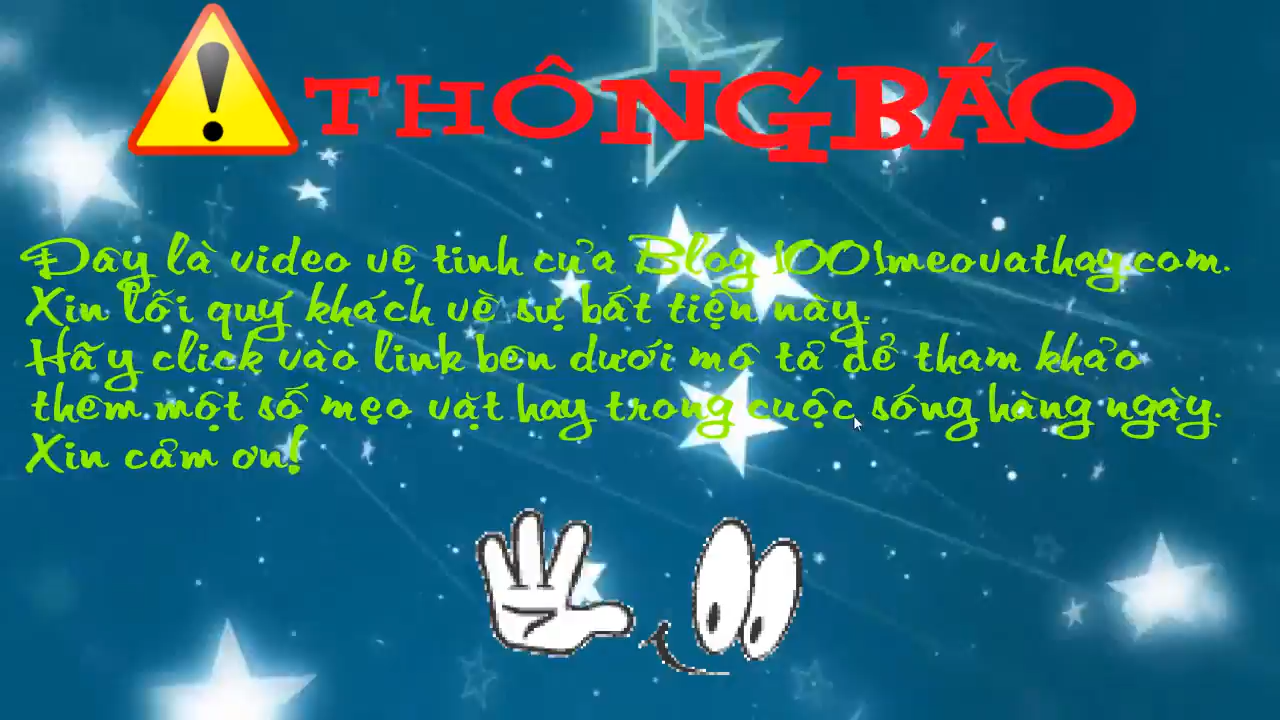 THÔNG BÁO
Đây là video vệ tinh của Blog 1001meovathay.com.
Xin lỗi quý khách về sự bất tiện này.
Hãy click vào link bên dưới mô tả để tham khảo
thêm một số mẹo vặt hay trong cuộc sống hàng ngày.
Xin cảm ơn!